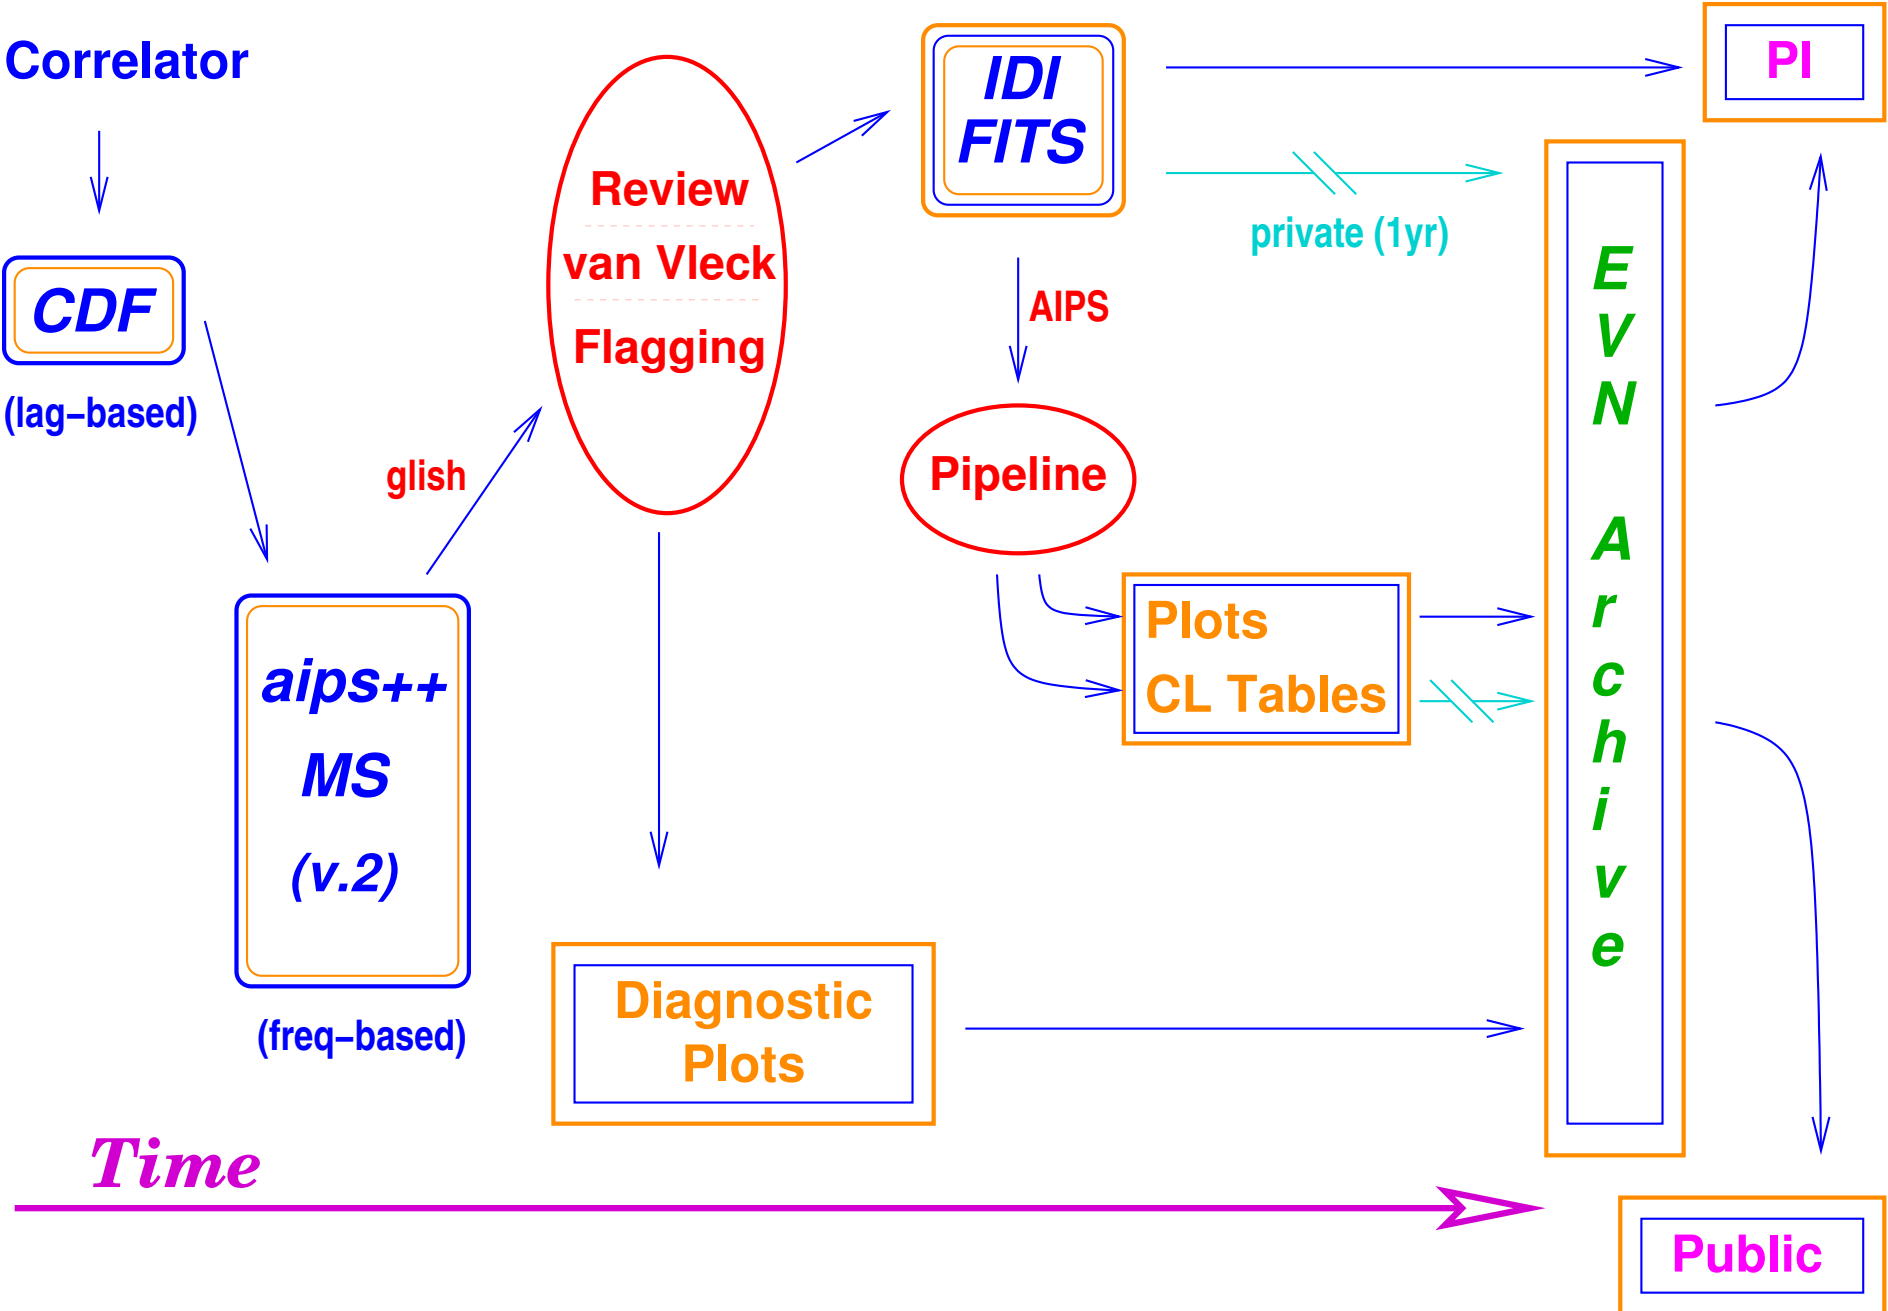 Correlator
CDF
(lag–based)
glish
aips++
MS
(v.2)
(freq–based)
Review
van Vleck
Flagging
IDI
FITS
private (1yr)
AIPS
Pipeline
Plots
CL Tables
Diagnostic
Plots
E
V
N
A
r
c
h
i
v
e
PI
Public
Time